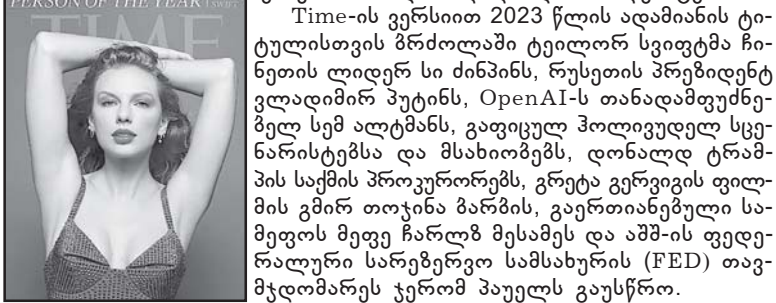 PERSON OF THE YEAR
TIME
Time-ის ვერსიით 2023 წლის ადამიანის ტი-
ტულისთვის ბრძოლაში ტეილორ სვიფტმა ჩი-
ნეთის ლიდერ სი ძინპინს, რუსეთის პრეზიდენტ
ვლადიმირ პუტინს, OpenAI-ს თანადამფუძნე-
ბელ სემ ალტმანს, გაფიცულ ჰოლივუდელ სცე-
ნარისტებსა და მსახიობებს, დონალდ ტრამ-
პის საქმის პროკურორებს, გრეტა გერვიგის ფილ-
მის გმირ თოჯინა ბარბის, გაერთიანებული სა-
მეფოს მეფე ჩარლზ მესამეს და აშშ-ის ფედე-
რალური სარეზერვო სამსახურის (FED) თავ-
მჯდომარეს ჯერომ პაუელს გაუსწრო.